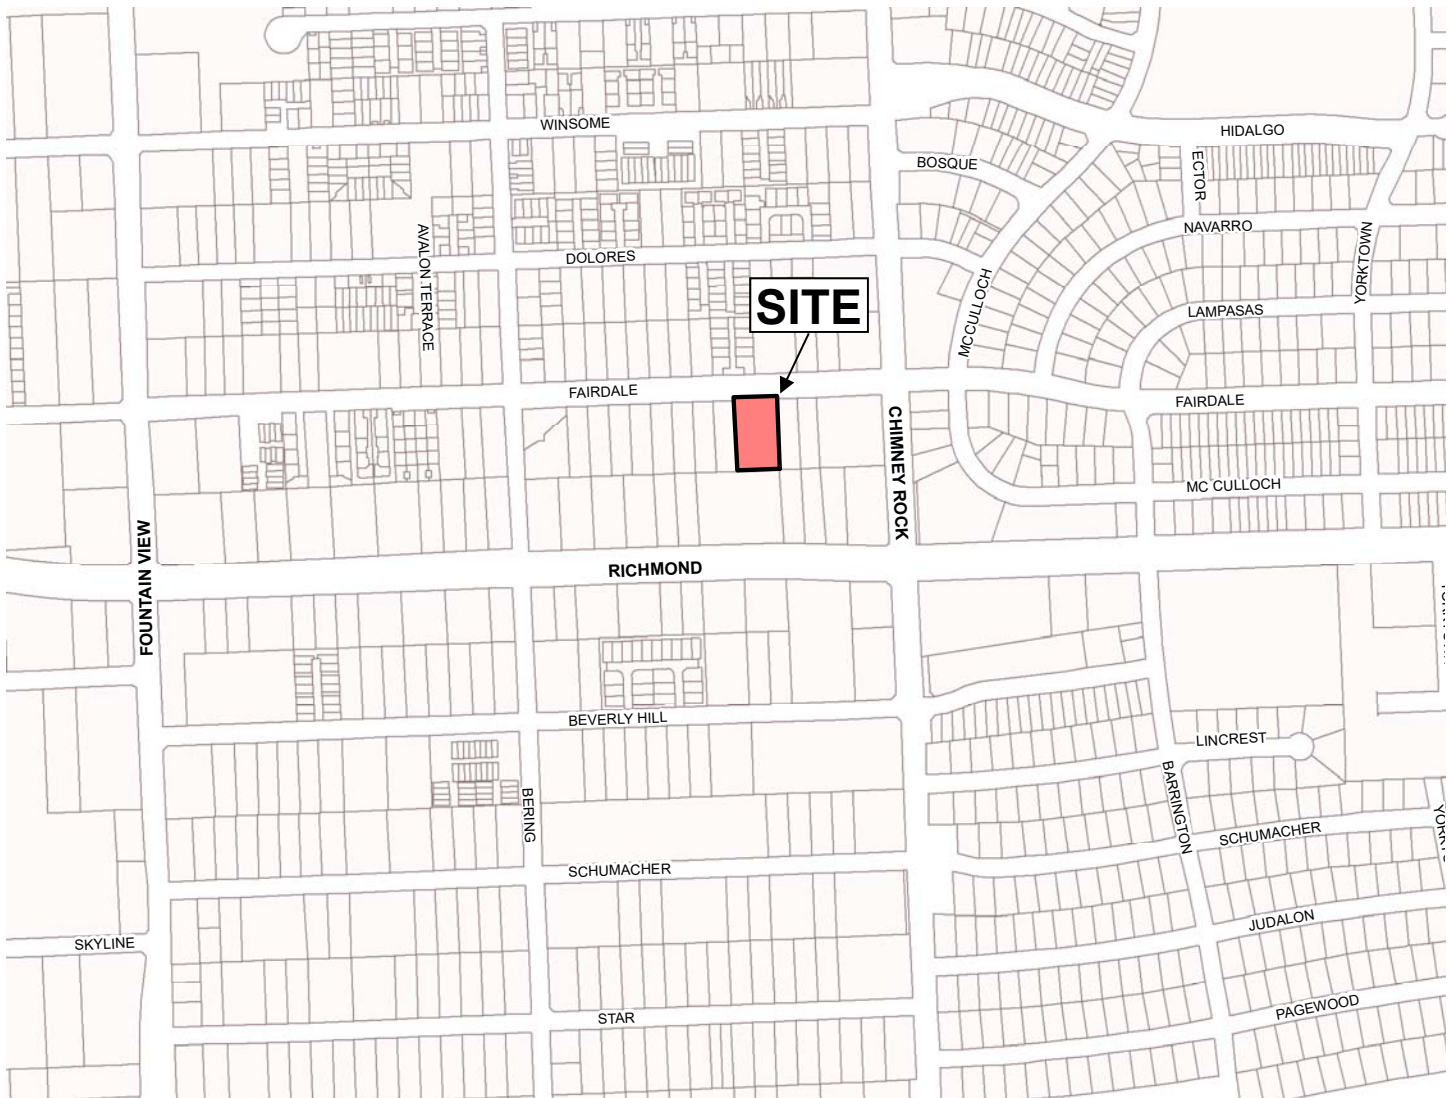 WINSOME
HIDALGO
BOSQUE
ECTOR
NAVARRO
AVALON TERRACE
DOLORES
YORKTOWN
MCCULLOCH
SITE
LAMPASAS
FAIRDALE
FAIRDALE
CHIMNEY ROCK
MC CULLOCH
FOUNTAIN VIEW
RICHMOND
BEVERLY HILL
LINCREST
BARRINGTON
BERING
SCHUMACHER
SCHUMACHER
JUDALON
SKYLINE
PAGEWOOD
STAR